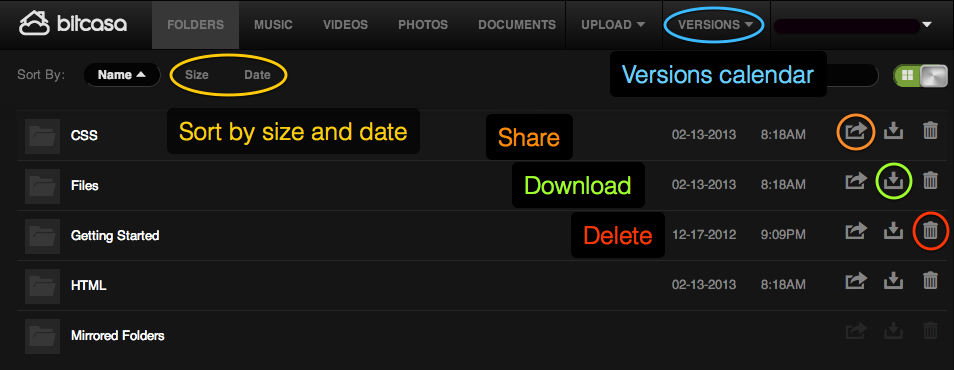 bitcasa FOLDERS MUSIC VIDEOS PHOTOS DOCUMENTS UPLOAD VERSIONS
Sort By: Name Size Date
Versions calendar
Sort by size and date
CSS Share 02-13-2013 8:18AM
Download
Files 02-13-2013 8:18AM
Getting Started Delete 12-17-2012 9:09PM
HTML 02-13-2013 8:18AM
Mirrored Folders